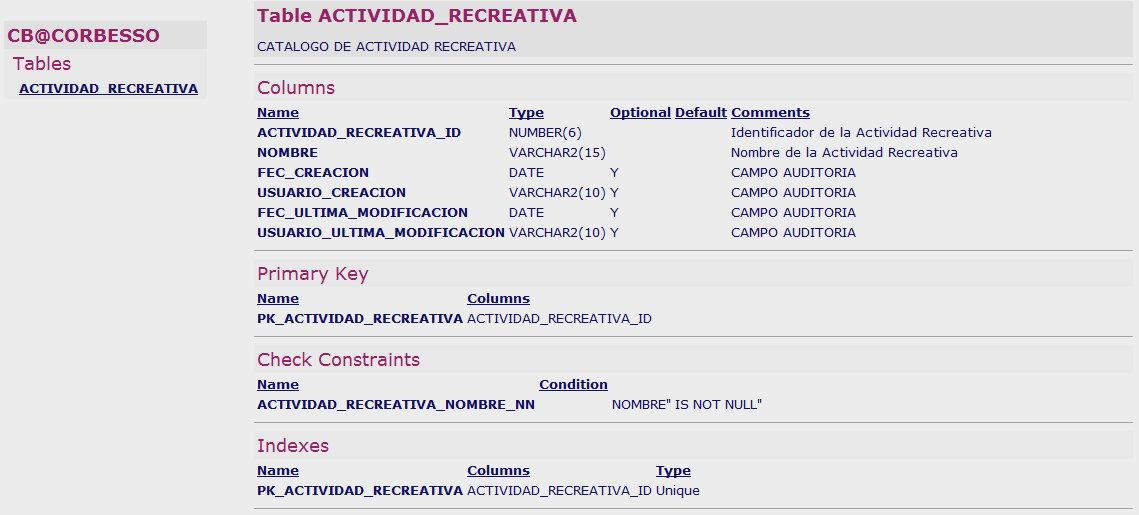 CB@CORBESSO
Tables
ACTIVIDAD_RECREATIVA
Table ACTIVIDAD_RECREATIVA
CATALOGO DE ACTIVIDAD RECREATIVA
Columns
Name Type Optional Default Comments
ACTIVIDAD_RECREATIVA_ID NUMBER(6) Identificador de la Actividad Recreativa
NOMBRE VARCHAR2(15) Nombre de la Actividad Recreativa
FEC_CREACION DATE Y CAMPO AUDITORIA
USUARIO_CREACION VARCHAR2(10) Y CAMPO AUDITORIA
FEC_ULTIMA_MODIFICACION DATE Y CAMPO AUDITORIA
USUARIO_ULTIMA_MODIFICACION VARCHAR2(10) Y CAMPO AUDITORIA
Primary Key
Name Columns
PK_ACTIVIDAD_RECREATIVA ACTIVIDAD_RECREATIVA_ID
Check Constraints
Name Condition
ACTIVIDAD_RECREATIVA_NOMBRE_NN NOMBRE" IS NOT NULL"
Indexes
Name Columns Type
PK_ACTIVIDAD_RECREATIVA ACTIVIDAD_RECREATIVA_ID Unique